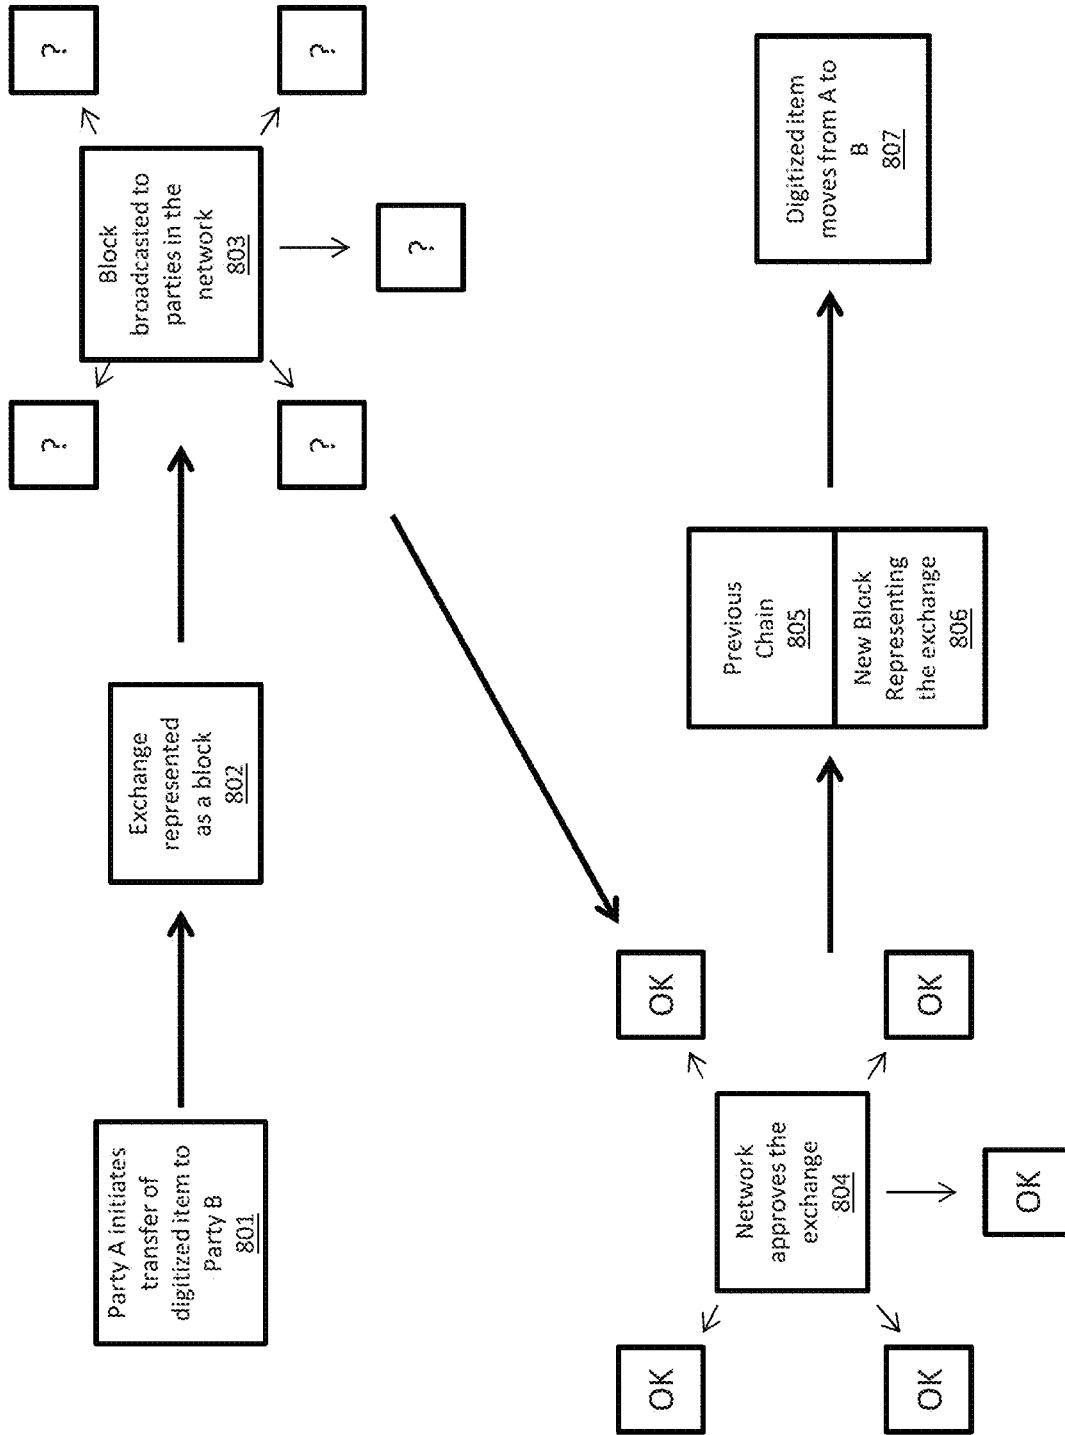 Party A initiates
transfer of
digitized item to
Party B
801
Exchange
represented
as a block
802
?
?
Block
broadcasted to
parties in the
network
803
?
?
?
OK
OK
Network
approves the
exchange
804
OK
OK
OK
Previous
Chain
805
New Block
Representing
the exchange
806
Digitized item
moves from A to
B
807